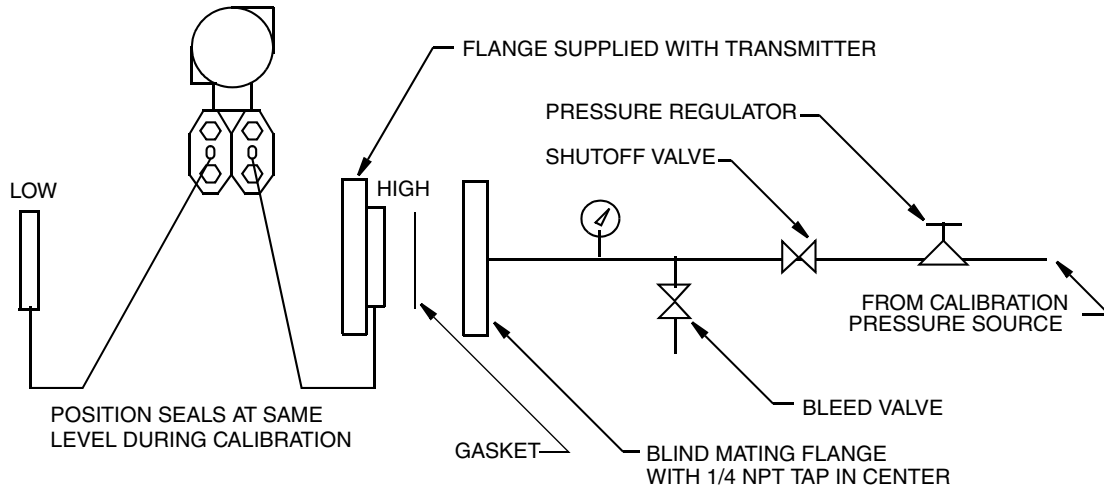 FLANGE SUPPLIED WITH TRANSMITTER
PRESSURE REGULATOR
SHUTOFF VALVE
LOW
HIGH
FROM CALIBRATION
PRESSURE SOURCE
POSITION SEALS AT SAME
LEVEL DURING CALIBRATION
BLEED VALVE
GASKET
BLIND MATING FLANGE
WITH 1/4 NPT TAP IN CENTER